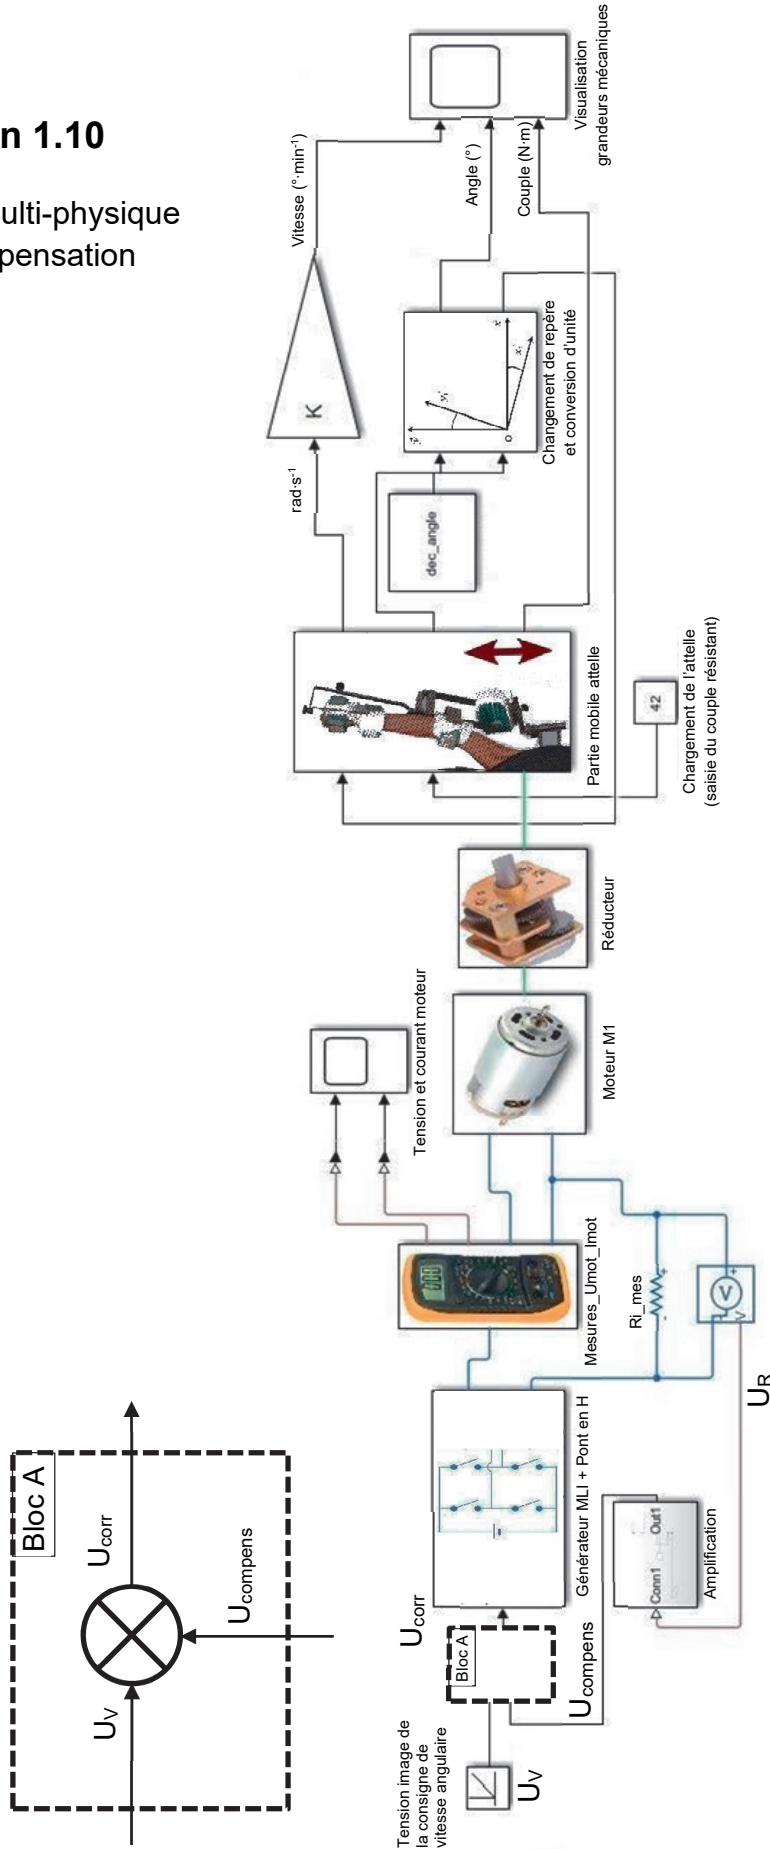 n 1.10
ulti-physique
pensation
Visualisation
grandeurs mécaniques
Vitesse (°·min⁻¹)
Angle (°)
Couple (N·m)
K
rad·s⁻¹
Changement de repère
et conversion d'unité
o
dec_angle
Partie mobile attelle
42
Chargement de l'attelle
(saisie du couple résistant)
Réducteur
Moteur M1
Tension et courant moteur
Mesures_Umot_Imot
Ri_mes
+
-
V
+
V
U_R
Générateur MLI + Pont en H
Conn1
Out1
Amplification
Bloc A
U_V
U_corr
U_compens
U_corr
Bloc A
U_compens
Tension image de
la consigne de
vitesse angulaire
U_V